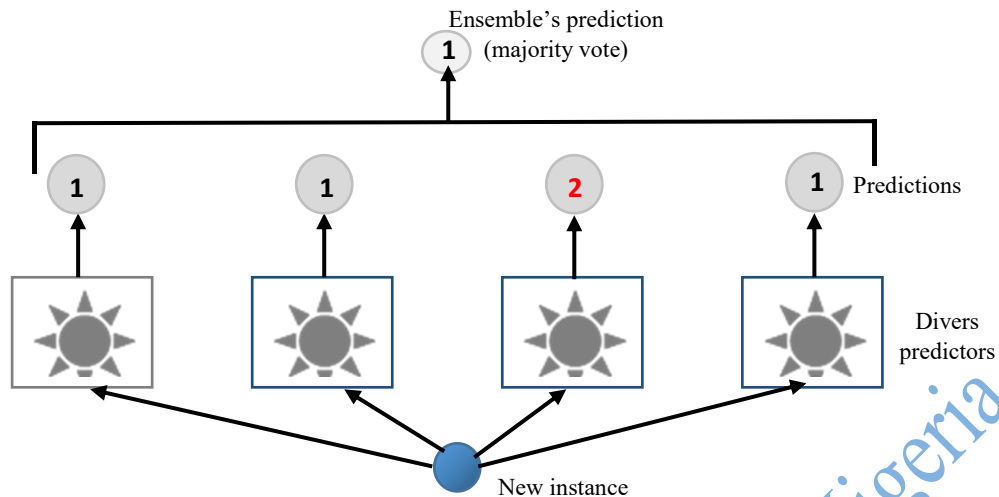 Ensemble's prediction
(majority vote)
1
1
1
2
1
Predictions
Divers
predictors
New instance